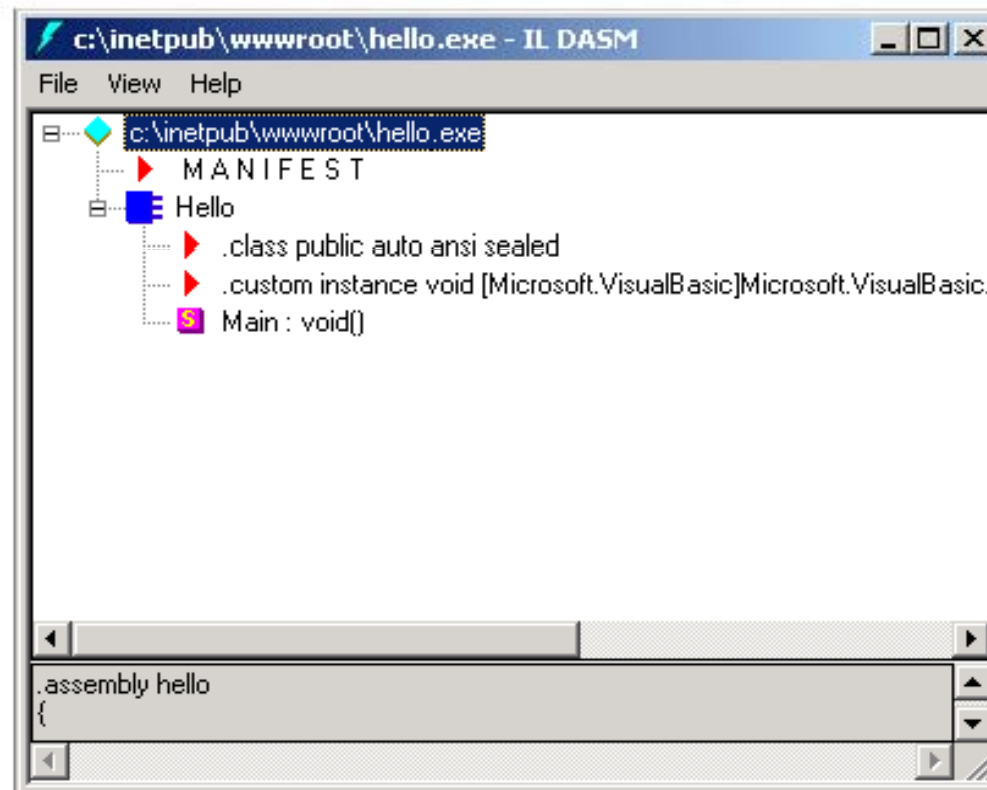 c:\inetpub\wwwroot\hello.exe - IL DASM
File View Help
c:\inetpub\wwwroot\hello.exe
M A N I F E S T
Hello
.class public auto ansi sealed
.custom instance void [Microsoft.VisualBasic]Microsoft.VisualBasic.
S Main : void()
.assembly hello
{